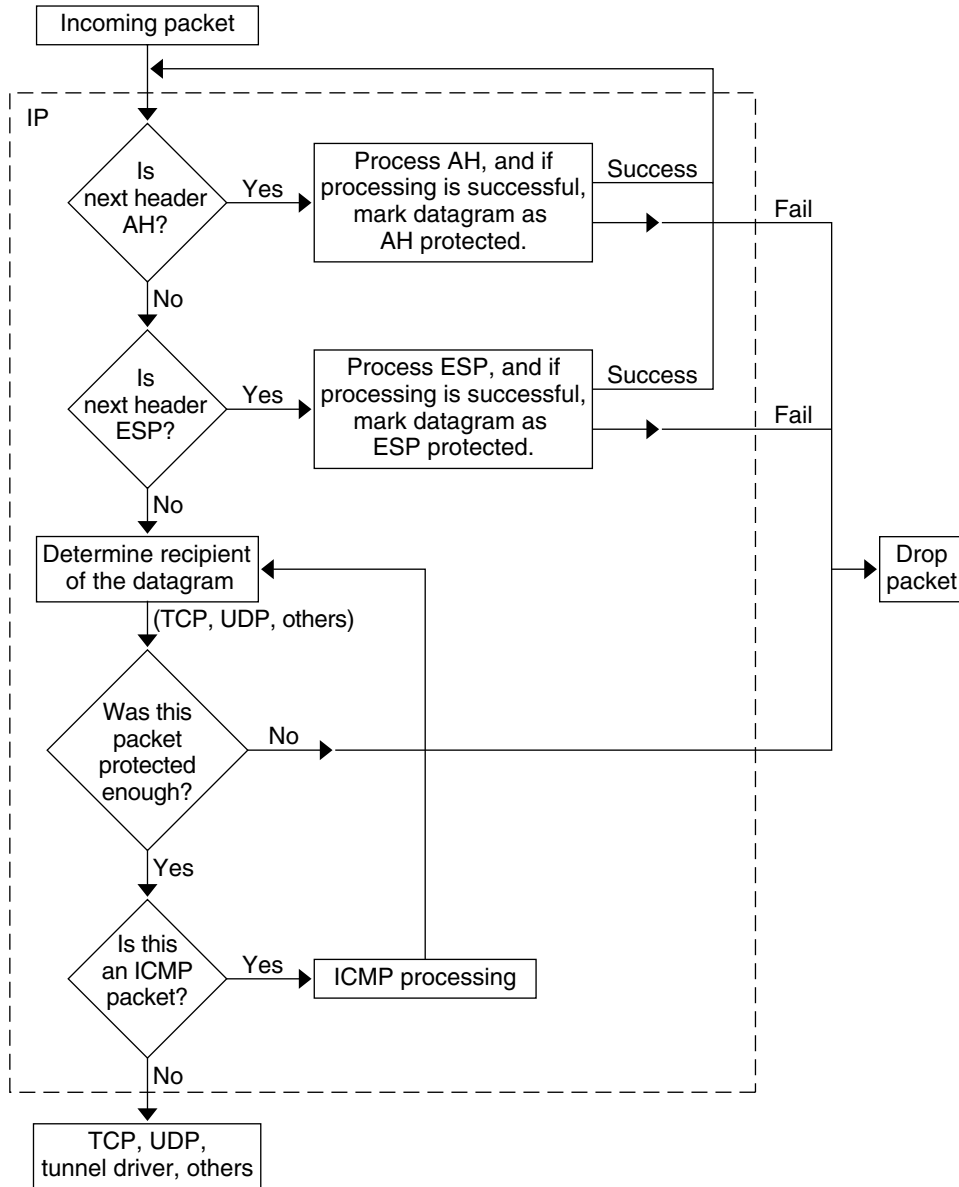 Incoming packet
IP
Is
next header
AH?
Yes
Process AH, and if
processing is successful,
mark datagram as
AH protected.
Success
Fail
No
Is
next header
ESP?
Yes
Process ESP, and if
processing is successful,
mark datagram as
ESP protected.
Success
Fail
No
Determine recipient
of the datagram
Drop
packet
(TCP, UDP, others)
Was this
packet
protected
enough?
No
Yes
Is this
an ICMP
packet?
Yes
ICMP processing
No
TCP, UDP,
tunnel driver, others